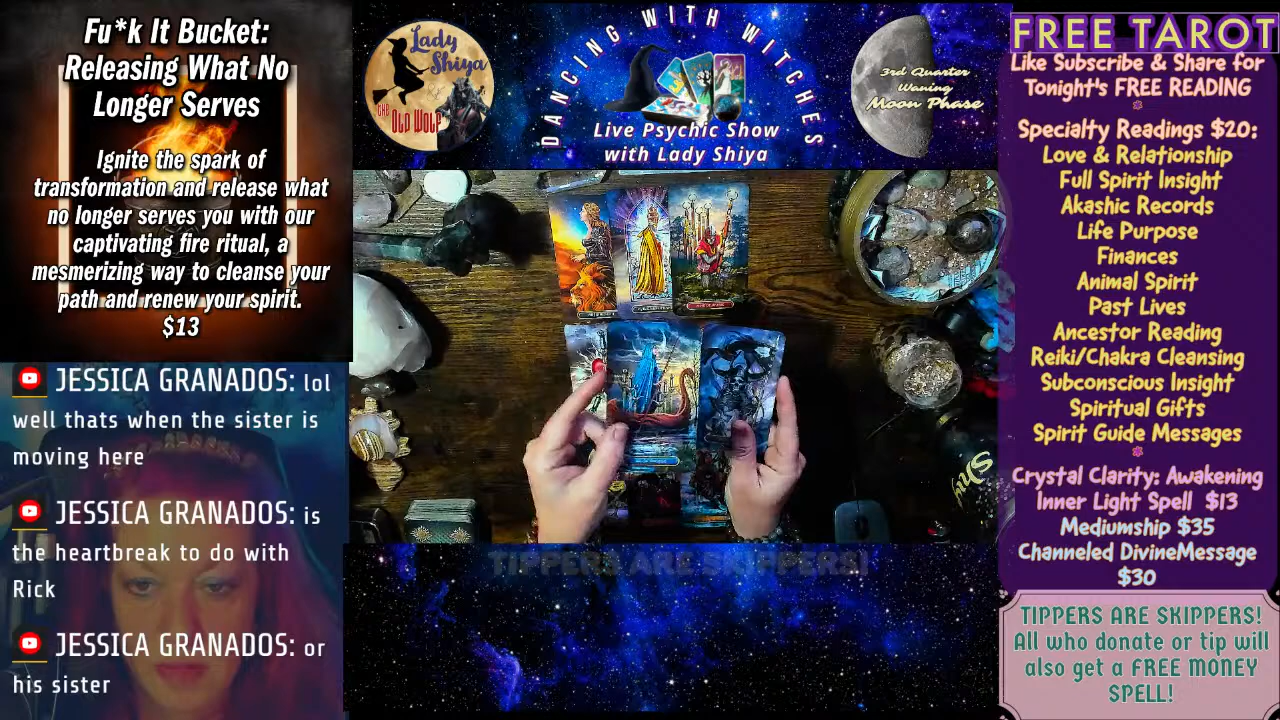 Fu*k It Bucket:
Releasing What No
Longer Serves
Ignite the spark of
transformation and release what
no longer serves you with our
captivating fire ritual, a
mesmerizing way to cleanse your
path and renew your spirit.
$13
JESSICA GRANADOS: lol
well thats when the sister is
moving here
JESSICA GRANADOS: is
the heartbreak to do with
Rick
JESSICA GRANADOS: or
his sister
Lady
Shiya
the Old Wolf
DANCING WITH WITCHES
Live Psychic Show
with Lady Shiya
3rd Quarter
Waning
Moon Phase
TIPPERS ARE SKIPPERS!
FREE TAROT
Like Subscribe & Share for
Tonight's FREE READING
Specialty Readings $20:
Love & Relationship
Full Spirit Insight
Akashic Records
Life Purpose
Finances
Animal Spirit
Past Lives
Ancestor Reading
Reiki/Chakra Cleansing
Subconscious Insight
Spiritual Gifts
Spirit Guide Messages
Crystal Clarity: Awakening
Inner Light Spell $13
Mediumship $35
Channeled DivineMessage
$30
TIPPERS ARE SKIPPERS!
All who donate or tip will
also get a FREE MONEY
SPELL!